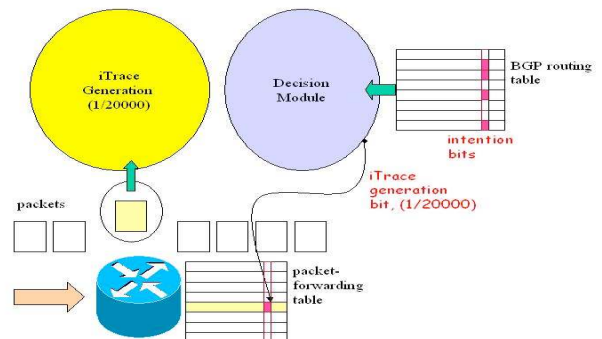 iTrace
Generation
(1/20000)
Decision
Module
BGP routing
table
intention
bits
iTrace
generation
bit, (1/20000)
packets
packet-
forwarding
table